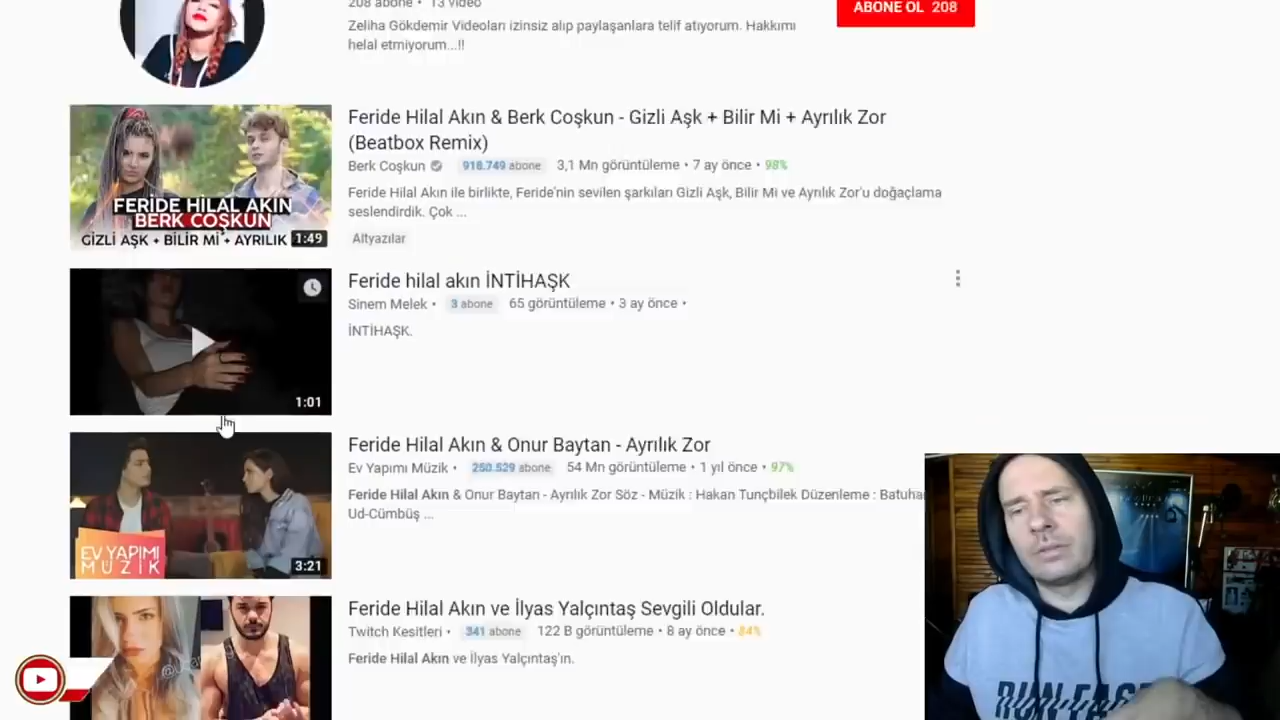 208 abone • 13 video
ABONE OL 208
Zeliha Gökdemir Videoları izinsiz alıp paylaşanlara telif atıyorum. Hakkımı
helal etmiyorum...!!
Feride Hilal Akın & Berk Coşkun - Gizli Aşk + Bilir Mi + Ayrılık Zor
(Beatbox Remix)
Berk Coşkun 918.749 abone 3,1 Mn görüntüleme • 7 ay önce • 98%
Feride Hilal Akın ile birlikte, Feride'nin sevilen şarkıları Gizli Aşk, Bilir Mi ve Ayrılık Zor'u doğaçlama
seslendirdik. Çok ...
Altyazılar
FERİDE HİLAL AKIN
BERK COŞKUN
GİZLİ AŞK + BİLİR Mİ + AYRILIK 1:49
Feride hilal akın İNTİHAŞK
Sinem Melek • 3 abone 65 görüntüleme • 3 ay önce •
İNTİHAŞK.
1:01
Feride Hilal Akın & Onur Baytan - Ayrılık Zor
Ev Yapımı Müzik • 250.529 abone 54 Mn görüntüleme • 1 yıl önce • 97%
Feride Hilal Akın & Onur Baytan - Ayrılık Zor Söz - Müzik : Hakan Tunçbilek Düzenleme : Batuha
Ud-Cümbüş ...
EV YAPIMI
MÜZİK
3:21
Feride Hilal Akın ve İlyas Yalçıntaş Sevgili Oldular.
Twitch Kesitleri • 341 abone 122 B görüntüleme • 8 ay önce • 84%
Feride Hilal Akın ve İlyas Yalçıntaş'ın.